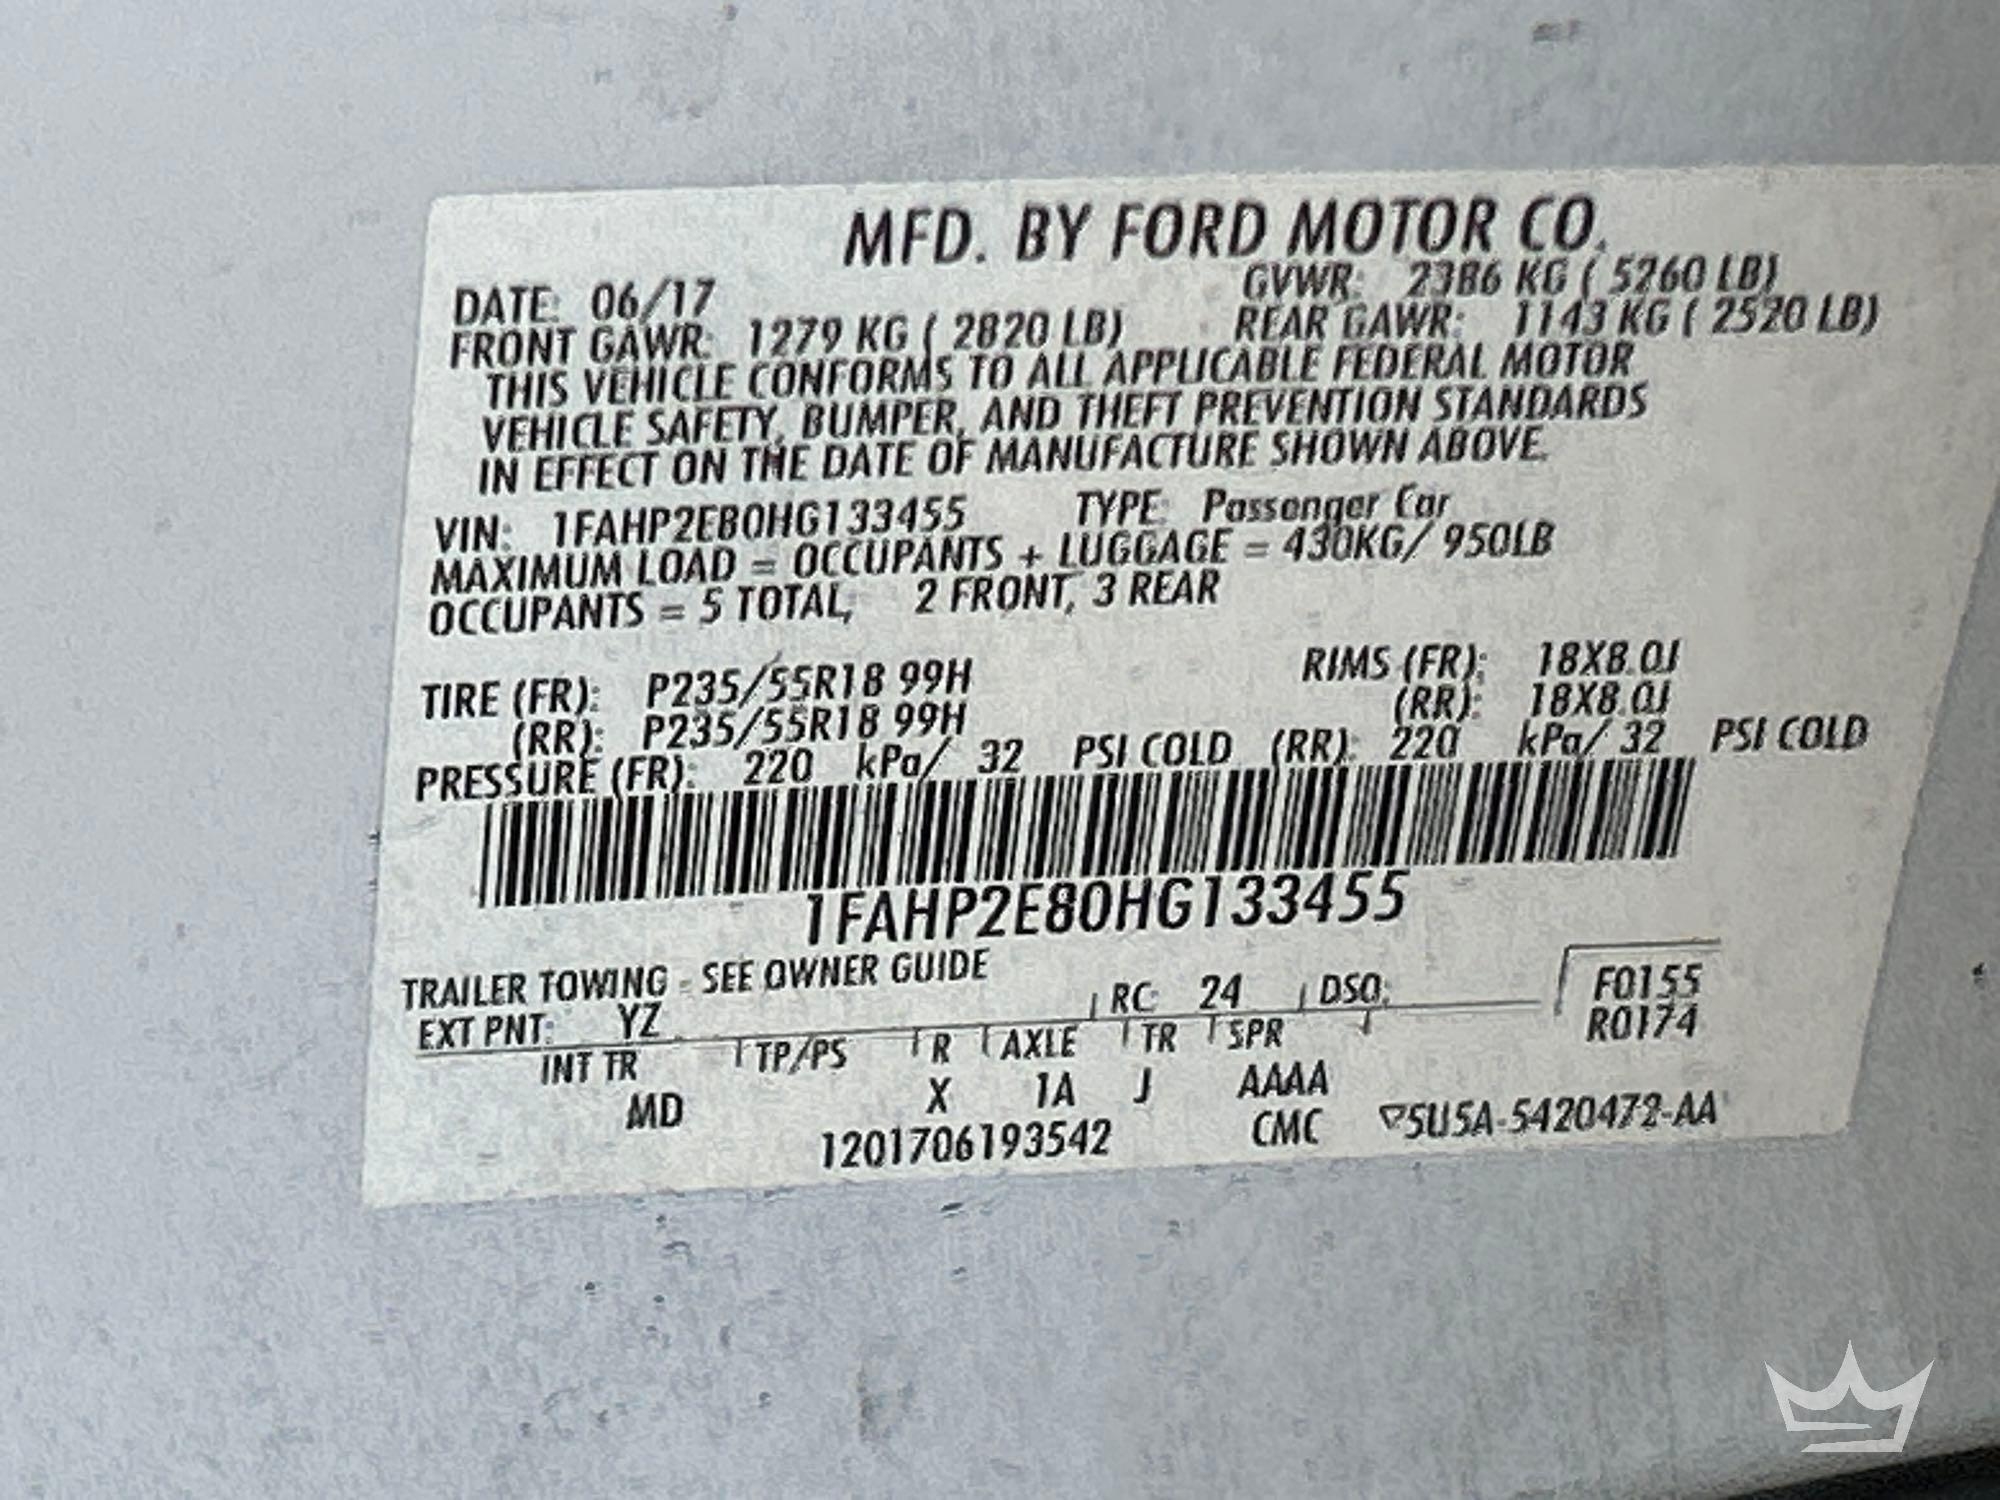 MFD. BY FORD MOTOR CO.
DATE: 06/17 GVWR: 2386 KG ( 5260 LB)
FRONT GAWR: 1279 KG ( 2820 LB) REAR GAWR: 1143 KG ( 2520 LB)
THIS VEHICLE CONFORMS TO ALL APPLICABLE FEDERAL MOTOR
VEHICLE SAFETY, BUMPER, AND THEFT PREVENTION STANDARDS
IN EFFECT ON THE DATE OF MANUFACTURE SHOWN ABOVE.
VIN: 1FAHP2E80HG133455 TYPE: Passenger Car
MAXIMUM LOAD = OCCUPANTS + LUGGAGE = 430KG/ 950LB
OCCUPANTS = 5 TOTAL, 2 FRONT, 3 REAR
TIRE (FR): P235/55R18 99H RIMS (FR): 18X8.0J
(RR): P235/55R18 99H (RR): 18X8.0J
PRESSURE (FR): 220 kPa/ 32 PSI COLD (RR): 220 kPa/ 32 PSI COLD
1FAHP2E80HG133455
TRAILER TOWING - SEE OWNER GUIDE
EXT PNT: YZ RC: 24 DSO: F0155
R0174
INT TR TP/PS R AXLE TR SPR
MD X 1A J AAAA
1201706193542 CMC ▽5U5A-5420472-AA